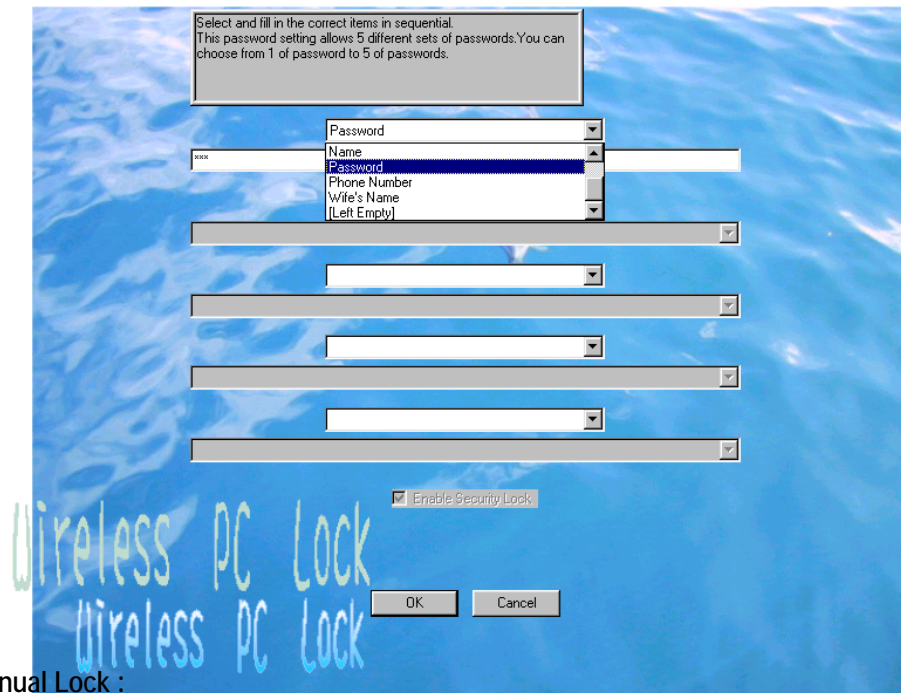 Select and fill in the correct items in sequential.
This password setting allows 5 different sets of passwords.You can
choose from 1 of password to 5 of passwords.
Password
***
Name
Password
Phone Number
Wife's Name
[Left Empty]
Enable Security Lock
Wireless PC Lock
OK Cancel
Wireless PC Lock
nual Lock :